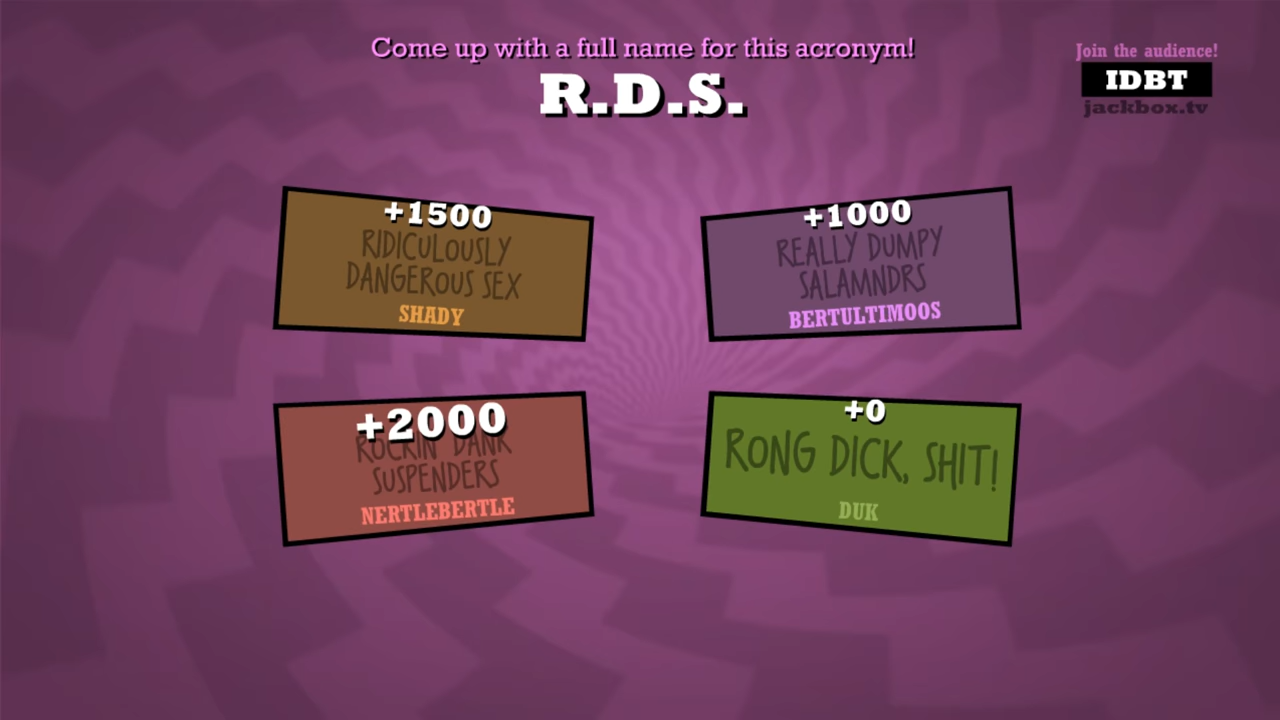 Come up with a full name for this acronym!
R.D.S.
Join the audience!
IDBT
jackbox.tv
+1500
RIDICULOUSLY
DANGEROUS SEX
SHADY
+1000
REALLY DUMPY
SALAMNDRS
BERTULTIMOOS
+2000
ROCKIN' DANK
SUSPENDERS
NERTLEBERTLE
+0
RONG DICK, SHIT!
DUK